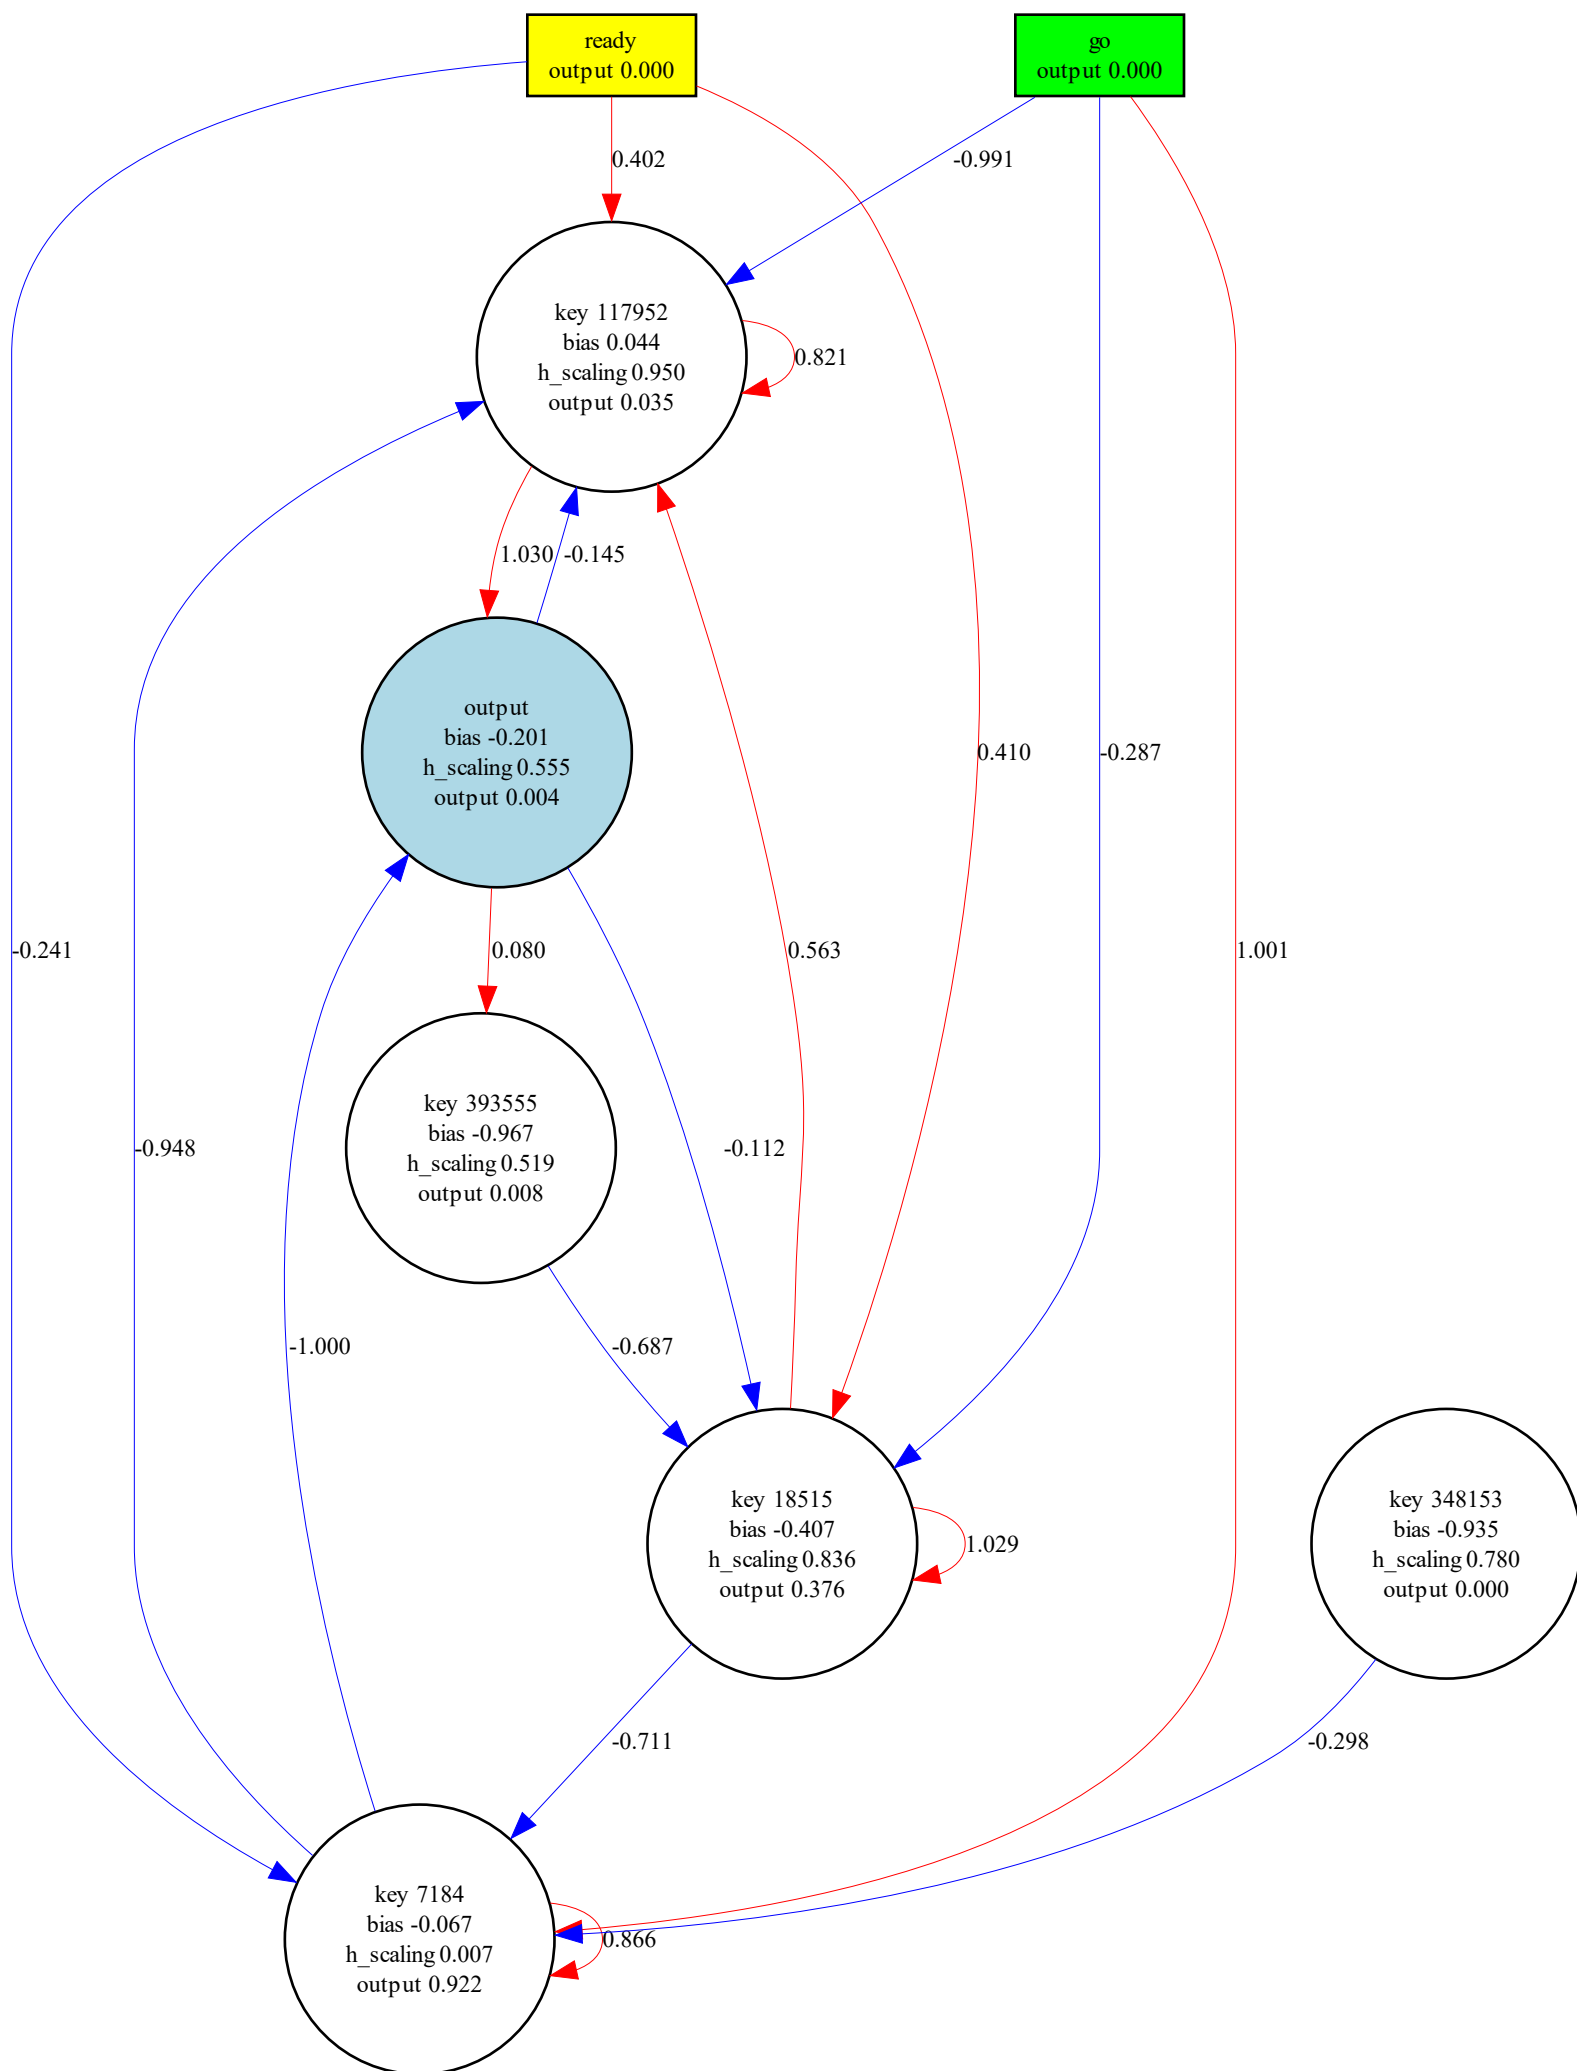 ready
output 0.000
go
output 0.000
0.402
-0.991
key 117952
bias 0.044
h_scaling 0.950
output 0.035
0.821
1.030
-0.145
output
bias -0.201
h_scaling 0.555
output 0.004
0.410
-0.287
-0.241
0.080
0.563
1.001
key 393555
bias -0.967
h_scaling 0.519
output 0.008
-0.948
-0.112
-1.000
-0.687
key 18515
bias -0.407
h_scaling 0.836
output 0.376
1.029
key 348153
bias -0.935
h_scaling 0.780
output 0.000
-0.711
-0.298
key 7184
bias -0.067
h_scaling 0.007
output 0.922
0.866